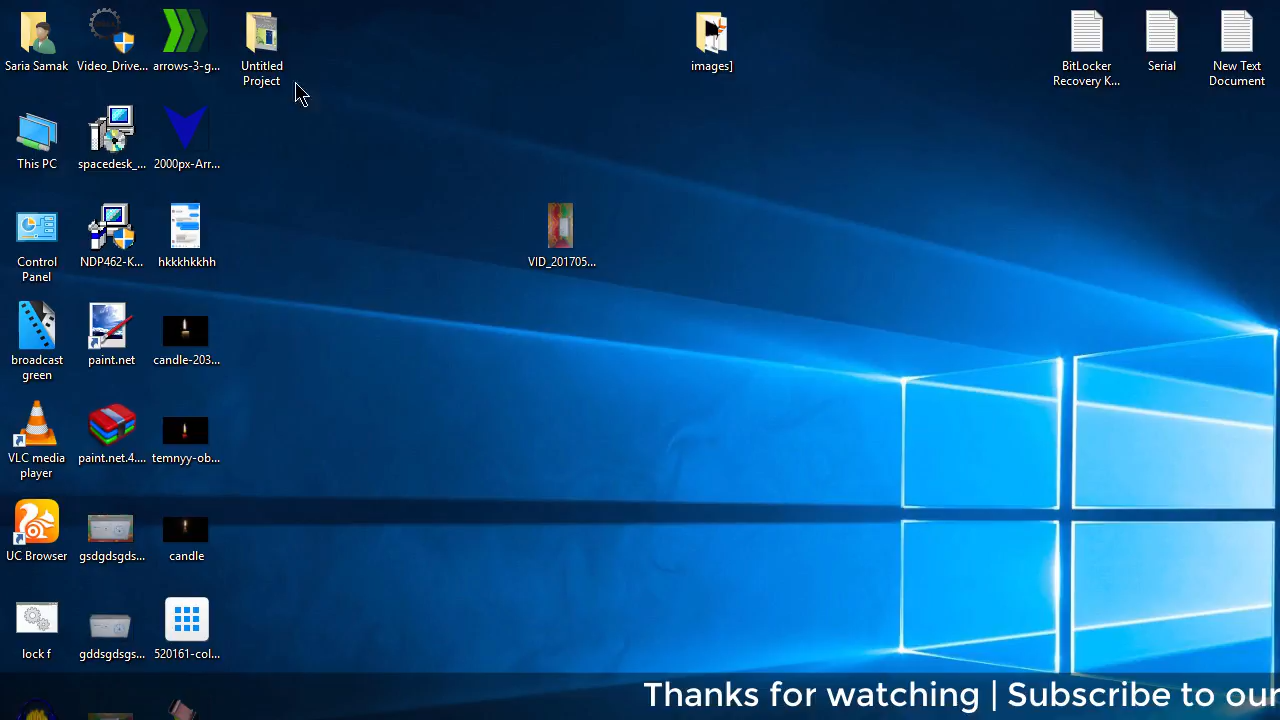 Saria Samak
Video_Drive...
arrows-3-g...
Untitled
Project
images]
BitLocker
Recovery K...
Serial
New Text
Document
This PC
spacedesk_...
2000px-Arr...
Control
Panel
NDP462-K...
hkkkhkkhh
VID_201705...
broadcast
green
paint.net
candle-203...
VLC media
player
paint.net.4....
temnyy-ob...
UC Browser
gsdgdsgds...
candle
lock f
gddsgdsgs...
520161-col...
Thanks for watching | Subscribe to our